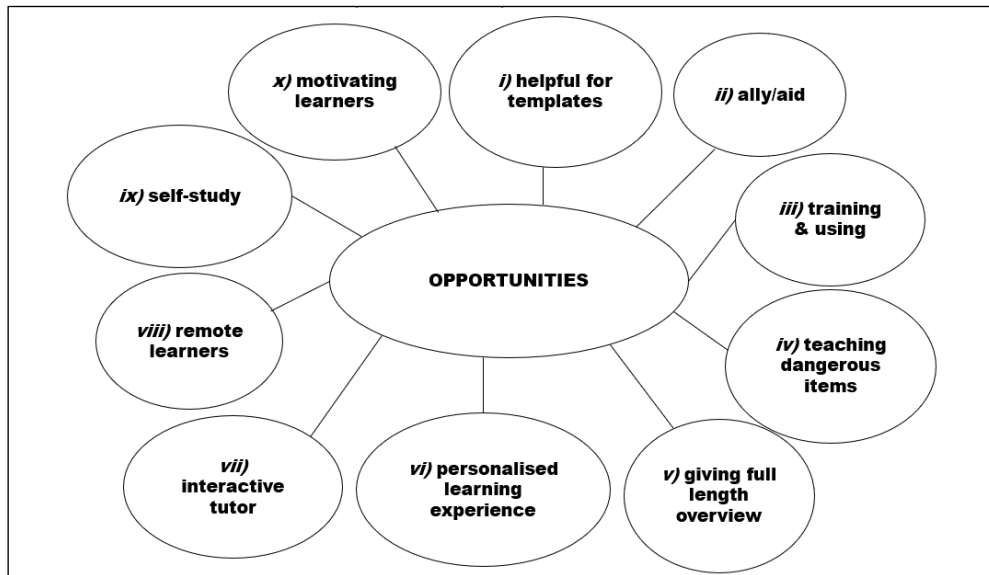 x) motivating
learners
i) helpful for
templates
ii) ally/aid
iii) training
& using
iv) teaching
dangerous
items
v) giving full
length
overview
vi) personalised
learning
experience
vii)
interactive
tutor
viii) remote
learners
ix) self-study
OPPORTUNITIES